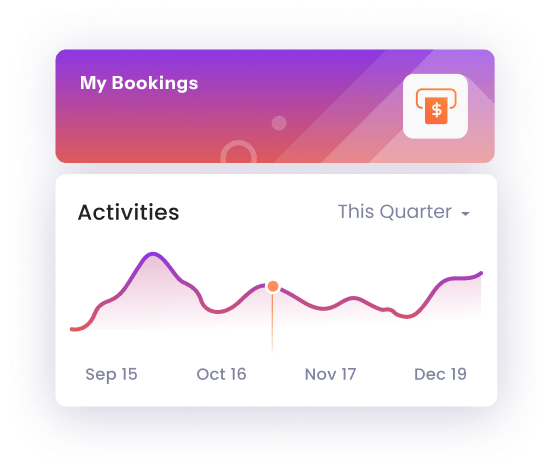 My Bookings
$
Activities
This Quarter
Sep 15
Oct 16
Nov 17
Dec 19